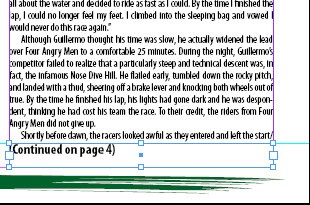 all about the water and decided to ride as fast as I could. By the time I finished the
lap, I could no longer feel my feet. I climbed into the sleeping bag and vowed I
would never do this race again."
Although Guillermo thought his time was slow, he actually widened the lead
over Four Angry Men to a comfortable 25 minutes. During the night, Guillermo's
competitor failed to realize that a particularly steep and technical descent was, in
fact, the infamous Nose Dive Hill. He flailed early, tumbled down the rocky pitch,
and landed with a thud, sheering off a brake lever and knocking both wheels out of
true. By the time he finished his lap, his lights had gone dark and he was despon-
dent, thinking he had cost his team the race. To their credit, the riders from Four
Angry Men did not give up.
Shortly before dawn, the racers looked awful as they entered and left the start/
(Continued on page 4)